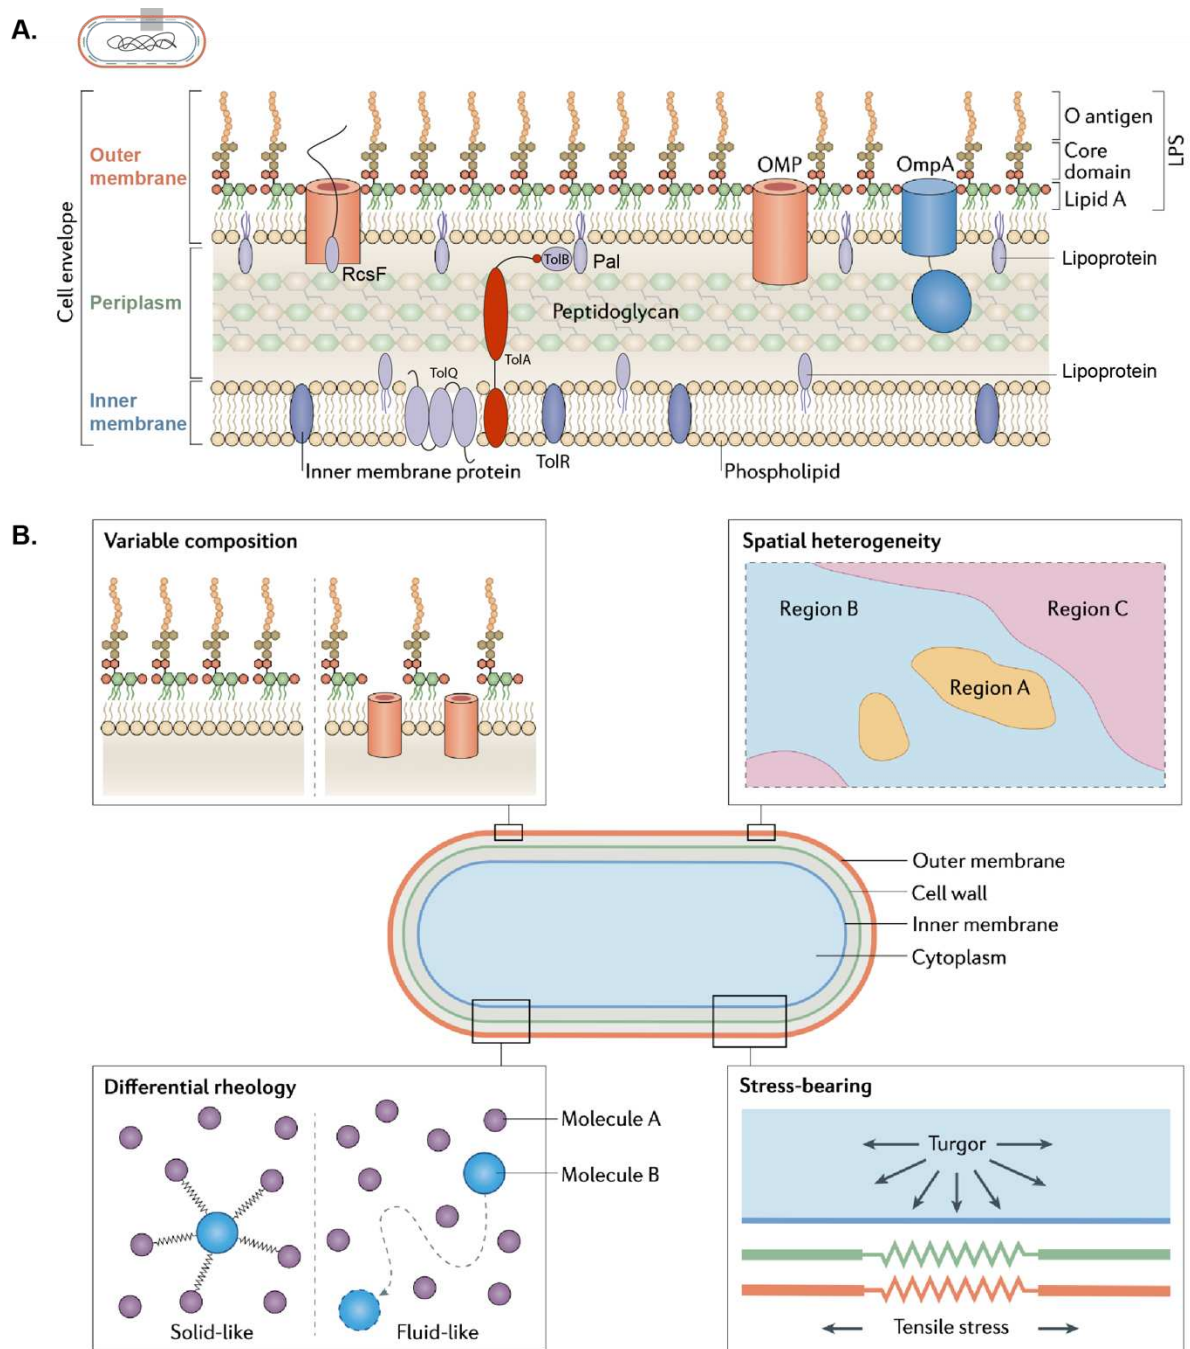 A.
Cell envelope
Outer
membrane
Periplasm
Inner
membrane
O antigen
Core
domain
Lipid A
LPS
OMP
OmpA
RcsF
TolB
Pal
Lipoprotein
Peptidoglycan
TolA
TolQ
Lipoprotein
TolR
Inner membrane protein
Phospholipid
B.
Variable composition
Spatial heterogeneity
Region B
Region C
Region A
Outer membrane
Cell wall
Inner membrane
Cytoplasm
Differential rheology
Molecule A
Molecule B
Solid-like
Fluid-like
Stress-bearing
Turgor
Tensile stress